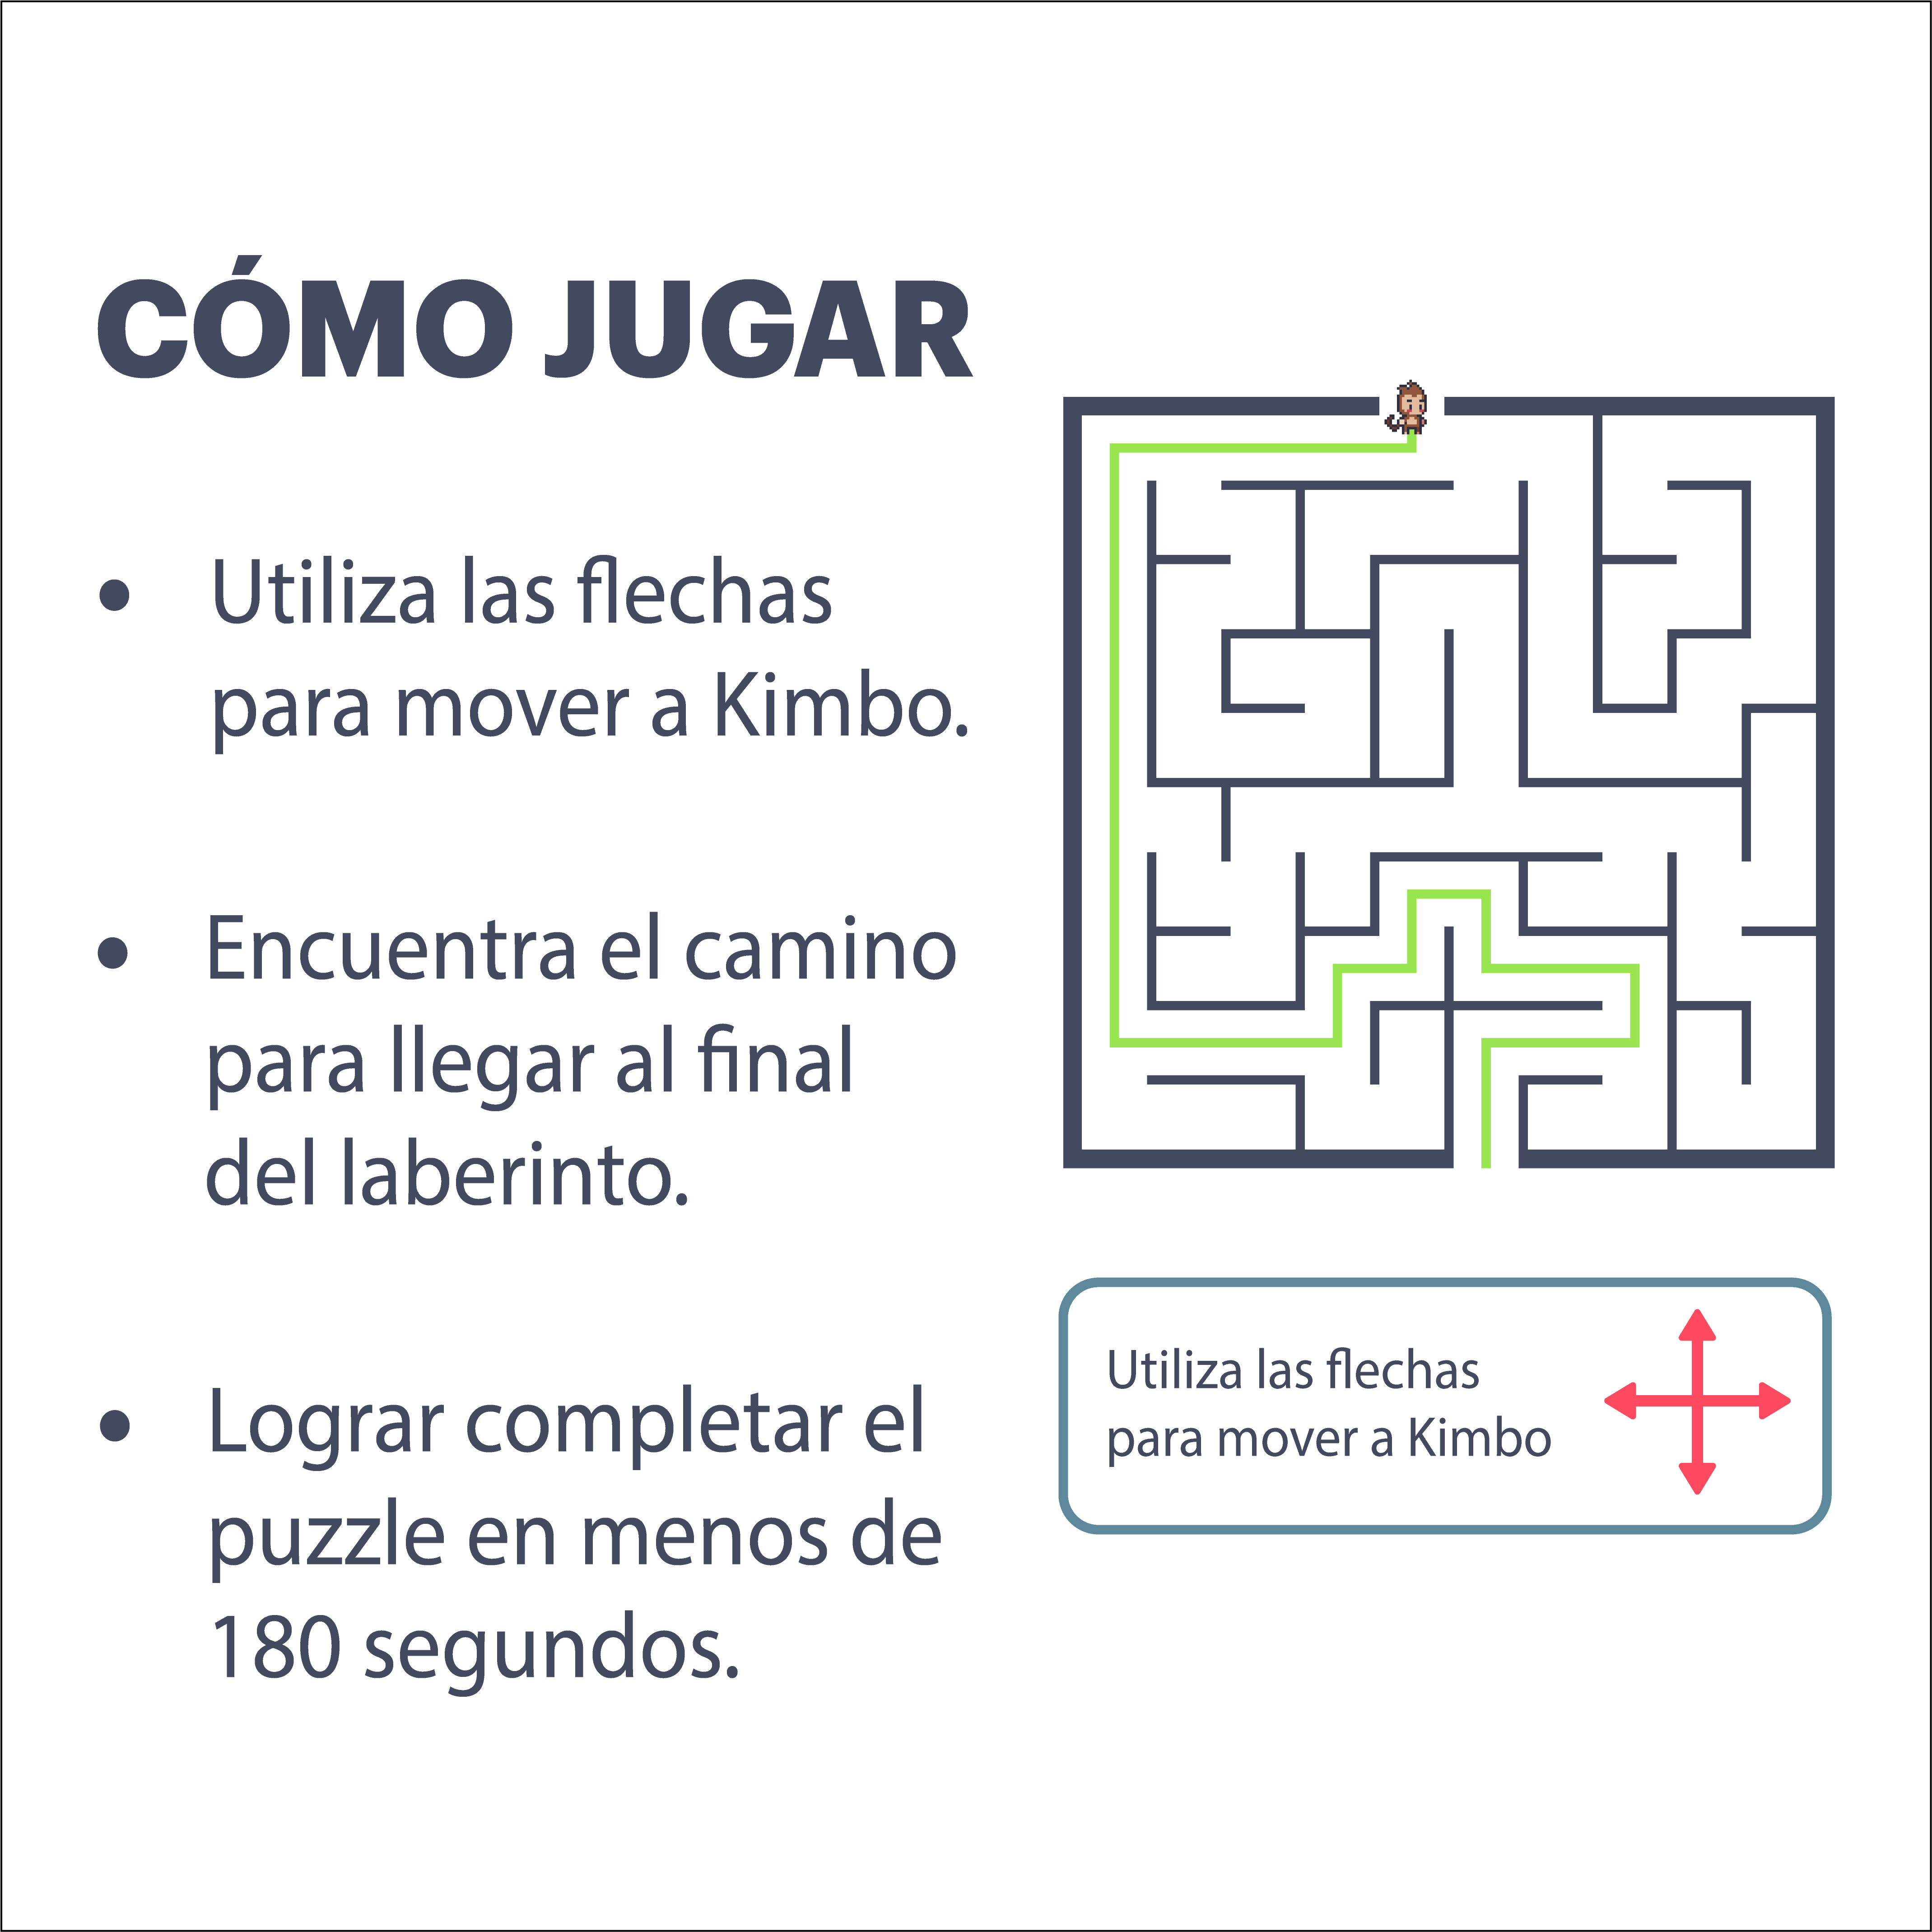 CÓMO JUGAR
• Utiliza las flechas
para mover a Kimbo.
• Encuentra el camino
para llegar al final
del laberinto.
• Lograr completar el
puzzle en menos de
180 segundos.
Utiliza las flechas
para mover a Kimbo